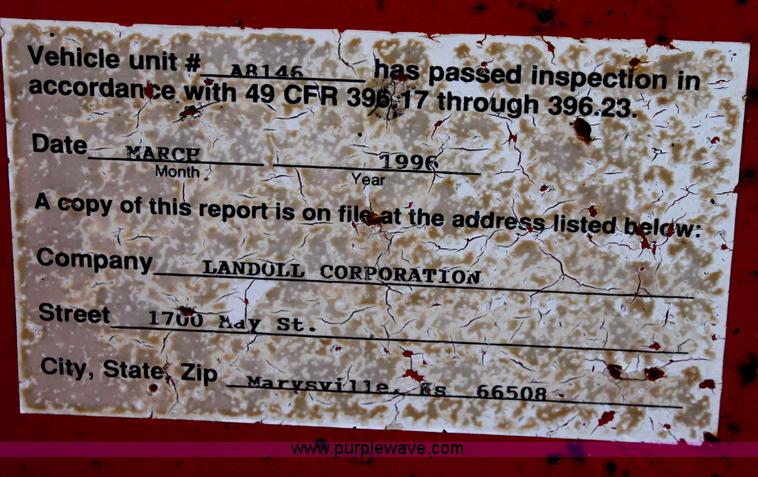 Vehicle unit # A8146 has passed inspection in
accordance with 49 CFR 396.17 through 396.23.
Date MARCH 1996
Month Year
A copy of this report is on file at the address listed below:
Company LANDOLL CORPORATION
Street 1700 May St.
City, State, Zip Marysville, Ks 66508
www.purplewave.com